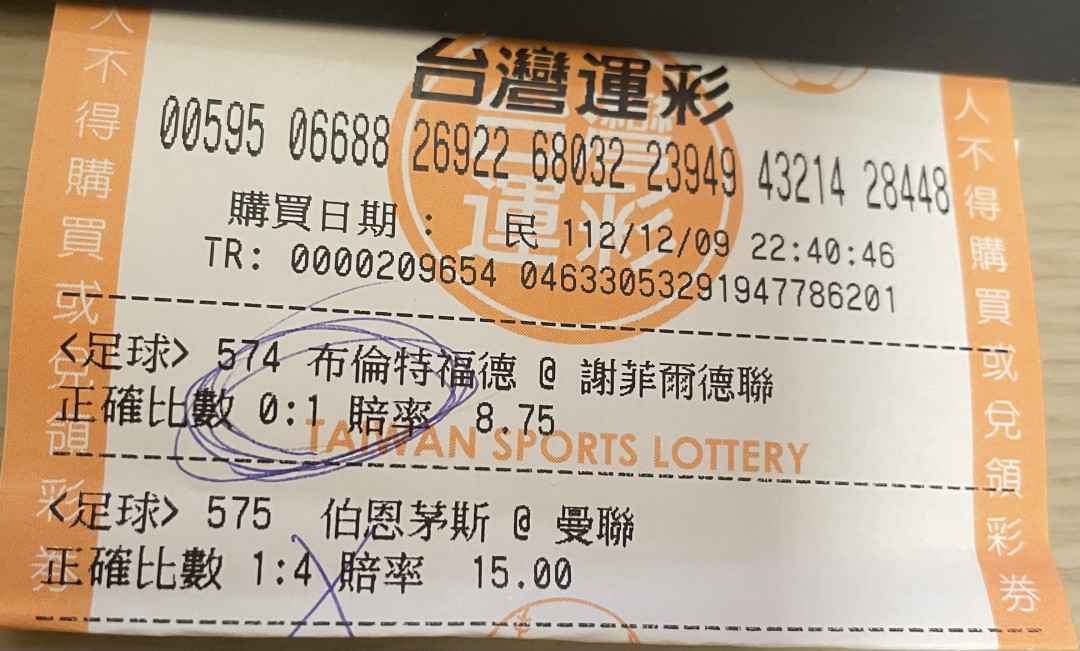 台灣運彩
00595 06688 26922 68032 23949 43214 28448
購買日期 : 民 112/12/09 22:40:46
TR: 0000209654 04633053291947786201
<足球> 574 布倫特福德 @ 謝菲爾德聯
正確比數 0:1 賠率 8.75
TAIWAN SPORTS LOTTERY
<足球> 575 伯恩茅斯 @ 曼聯
正確比數 1:4 賠率 15.00
人不得購買或兌領彩券
人不得購買或兌領彩券